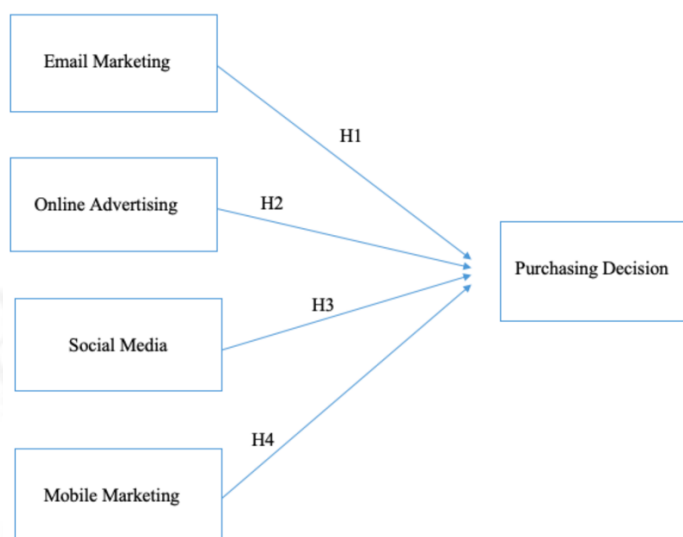 Email Marketing
H1
Online Advertising
H2
Purchasing Decision
Social Media
H3
Mobile Marketing
H4